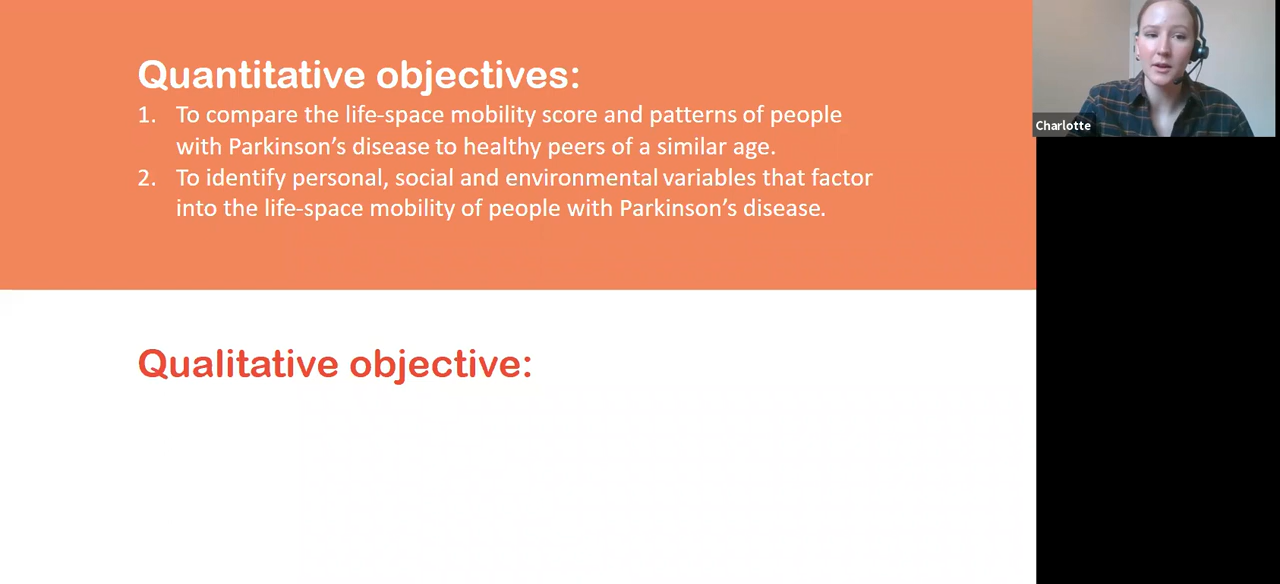 Quantitative objectives:
1. To compare the life-space mobility score and patterns of people
with Parkinson’s disease to healthy peers of a similar age.
2. To identify personal, social and environmental variables that factor
into the life-space mobility of people with Parkinson’s disease.
Qualitative objective:
Charlotte